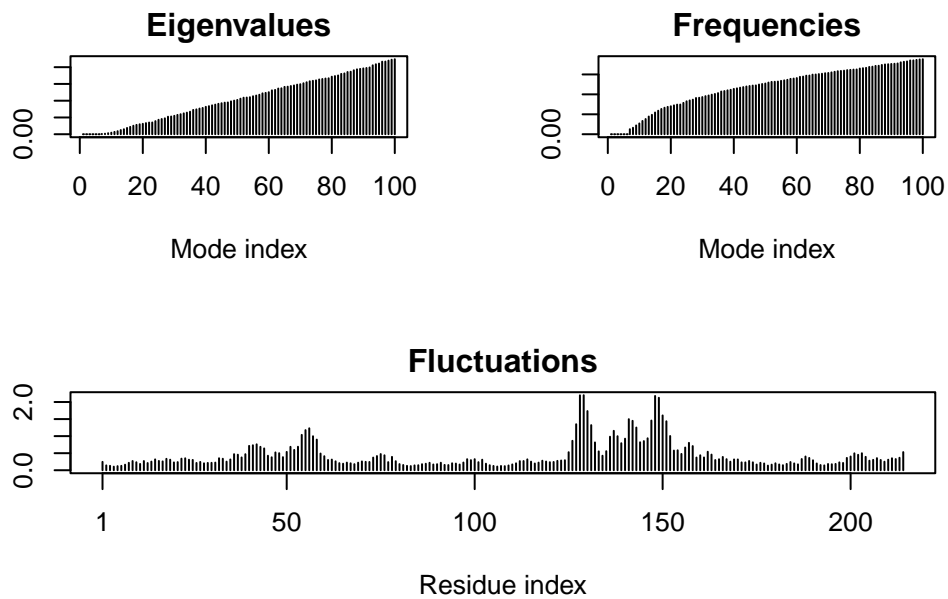 Eigenvalues
0.00
0 20 40 60 80 100
Mode index
Frequencies
0.00
0 20 40 60 80 100
Mode index
Fluctuations
0.0 2.0
1 50 100 150 200
Residue index